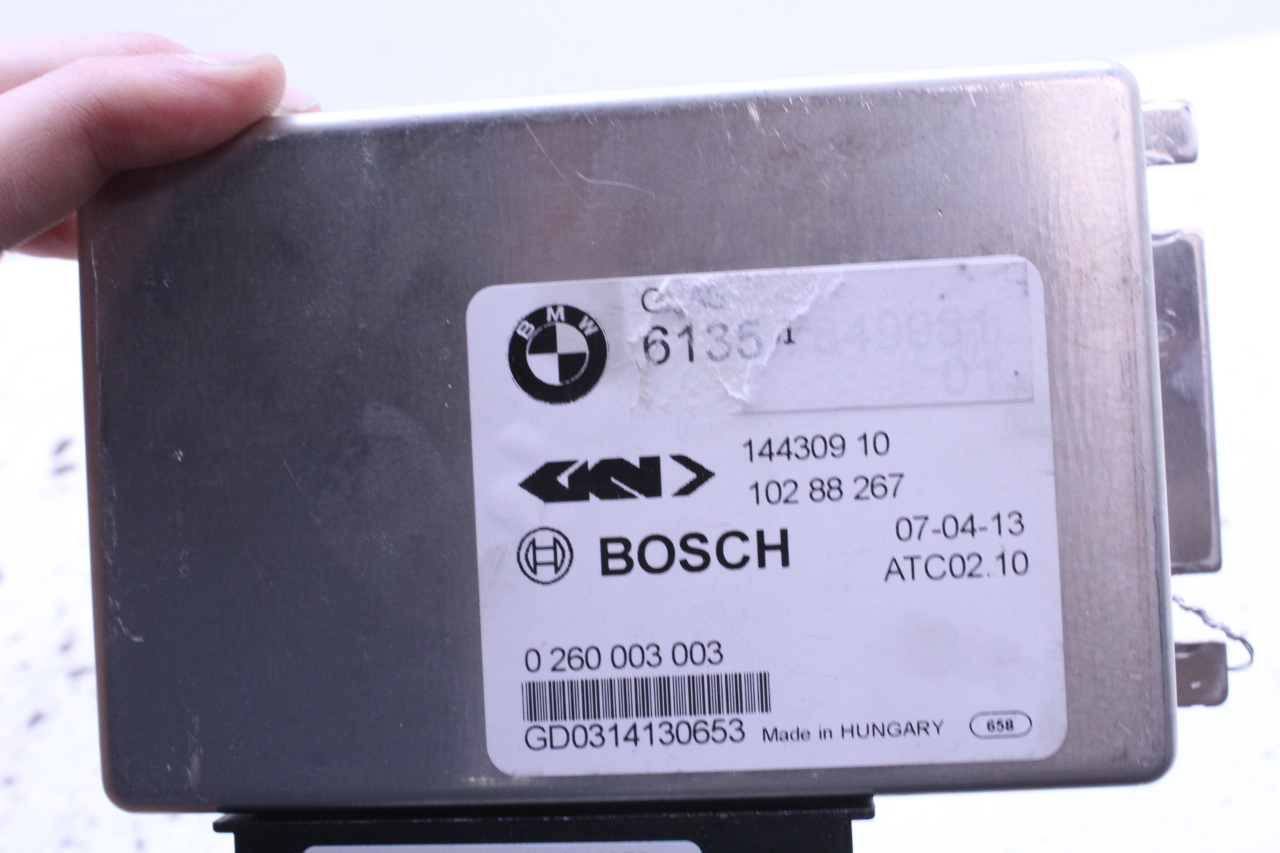 BMW
6135
144309 10
102 88 267
GKN
BOSCH
07-04-13
ATC02.10
0 260 003 003
GD0314130653 Made in HUNGARY 658